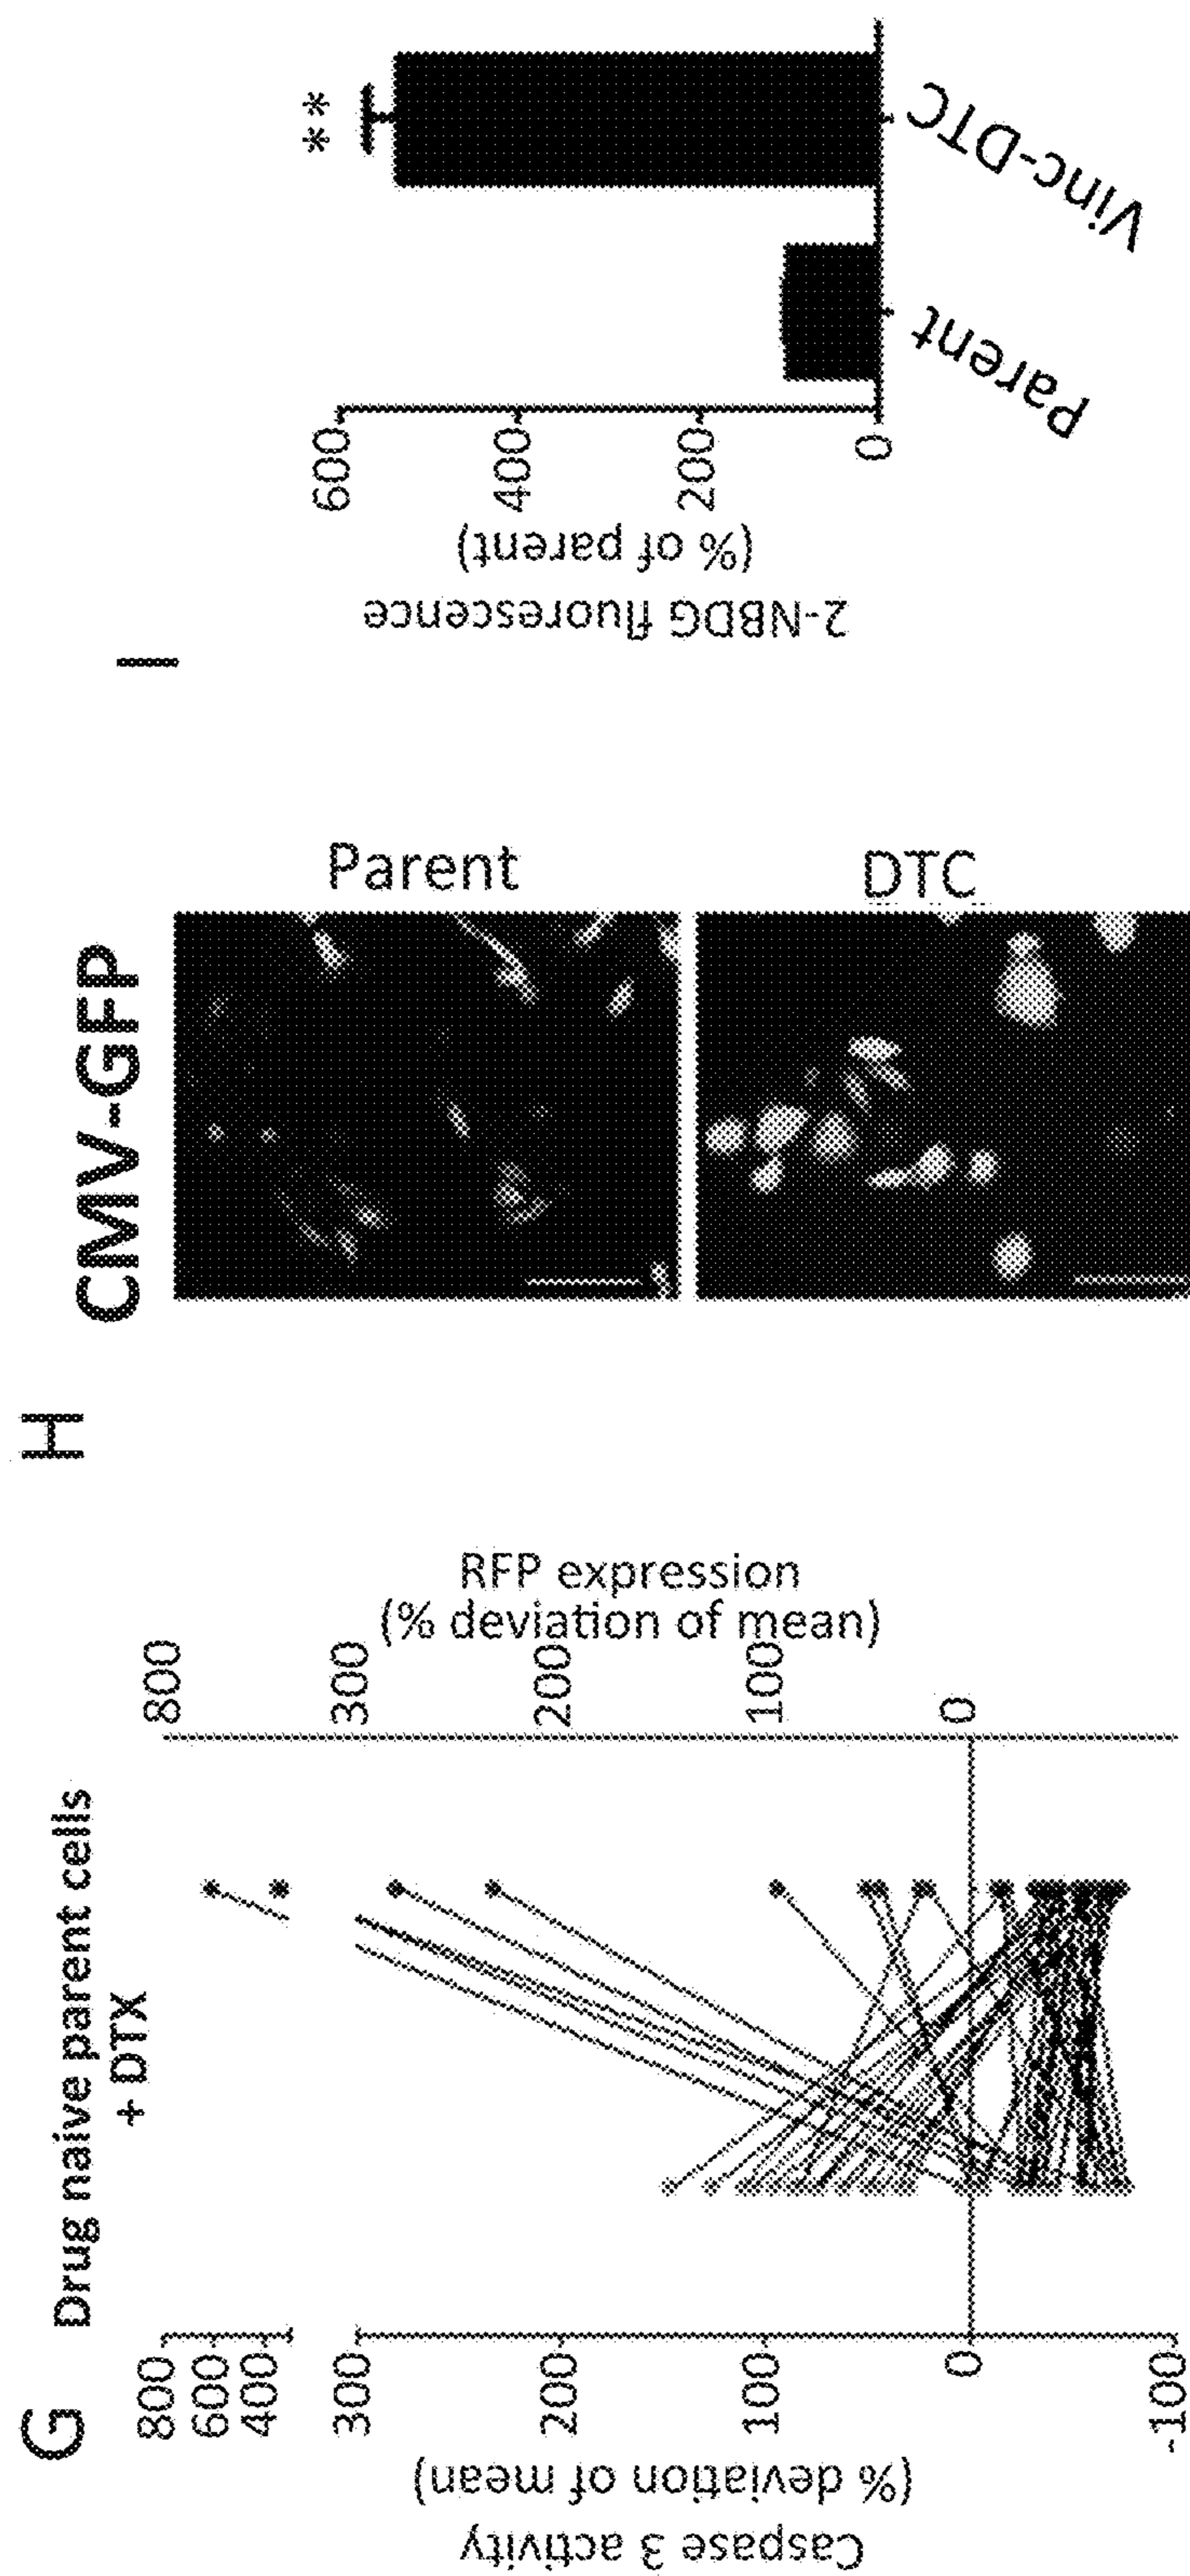 G
Drug naïve parent cells
+ DTX
Caspase 3 activity
(% deviation of mean)
800
600
400
300
200
100
0
-100
800
300
200
100
0
RFP expression
(% deviation of mean)
H
CMV-GFP
Parent
DTC
I
2-NBDG fluorescence
(% of parent)
600
400
200
0
Parent
Vinc-DTC
**